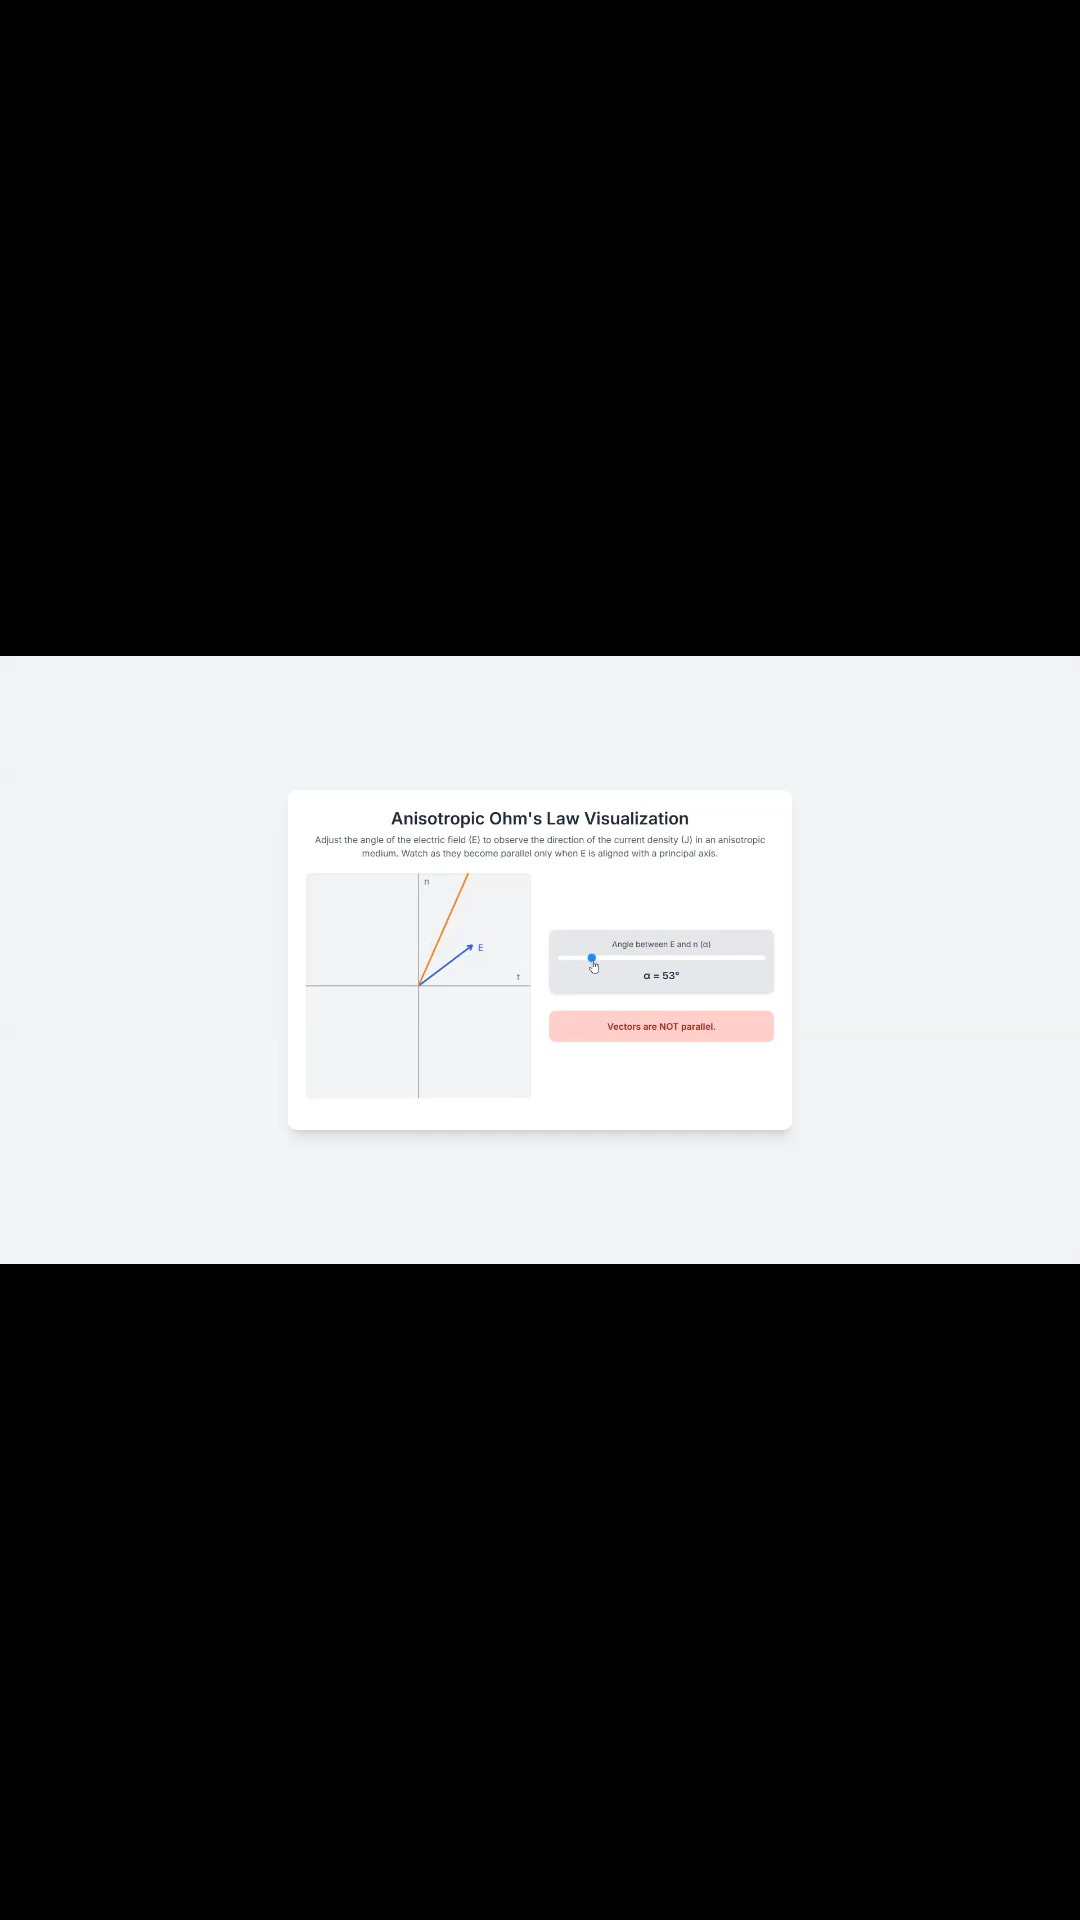 Anisotropic Ohm's Law Visualization
Adjust the angle of the electric field (E) to observe the direction of the current density (J) in an anisotropic
medium. Watch as they become parallel only when E is aligned with a principal axis.
n
E
t
Angle between E and n (α)
α = 53°
Vectors are NOT parallel.